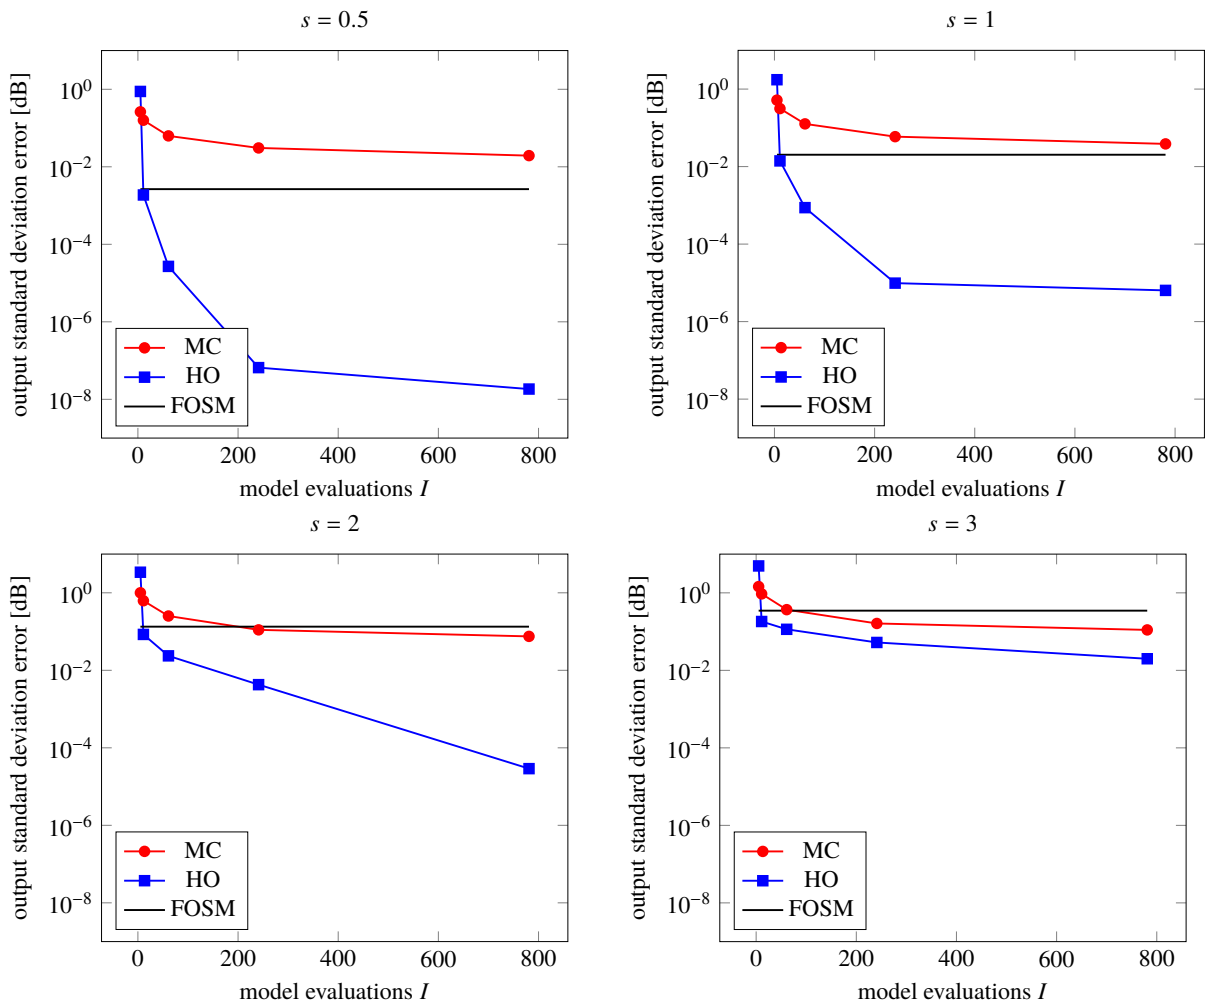 s = 0.5
output standard deviation error [dB]
10^0
10^-2
10^-4
10^-6
10^-8
MC
HO
FOSM
0 200 400 600 800
model evaluations I
s = 1
output standard deviation error [dB]
10^0
10^-2
10^-4
10^-6
10^-8
MC
HO
FOSM
0 200 400 600 800
model evaluations I
s = 2
output standard deviation error [dB]
10^0
10^-2
10^-4
10^-6
10^-8
MC
HO
FOSM
0 200 400 600 800
model evaluations I
s = 3
output standard deviation error [dB]
10^0
10^-2
10^-4
10^-6
10^-8
MC
HO
FOSM
0 200 400 600 800
model evaluations I